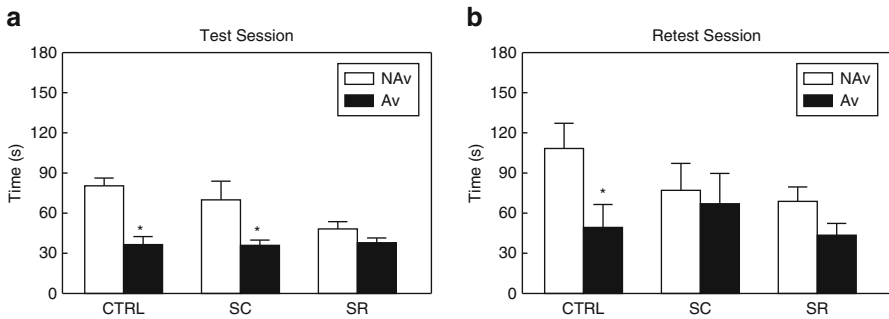 a
Test Session
180
150
120
90
60
30
0
Time (s)
NAv
Av
*
*
CTRL
SC
SR
b
Retest Session
180
150
120
90
60
30
0
Time (s)
NAv
Av
*
CTRL
SC
SR